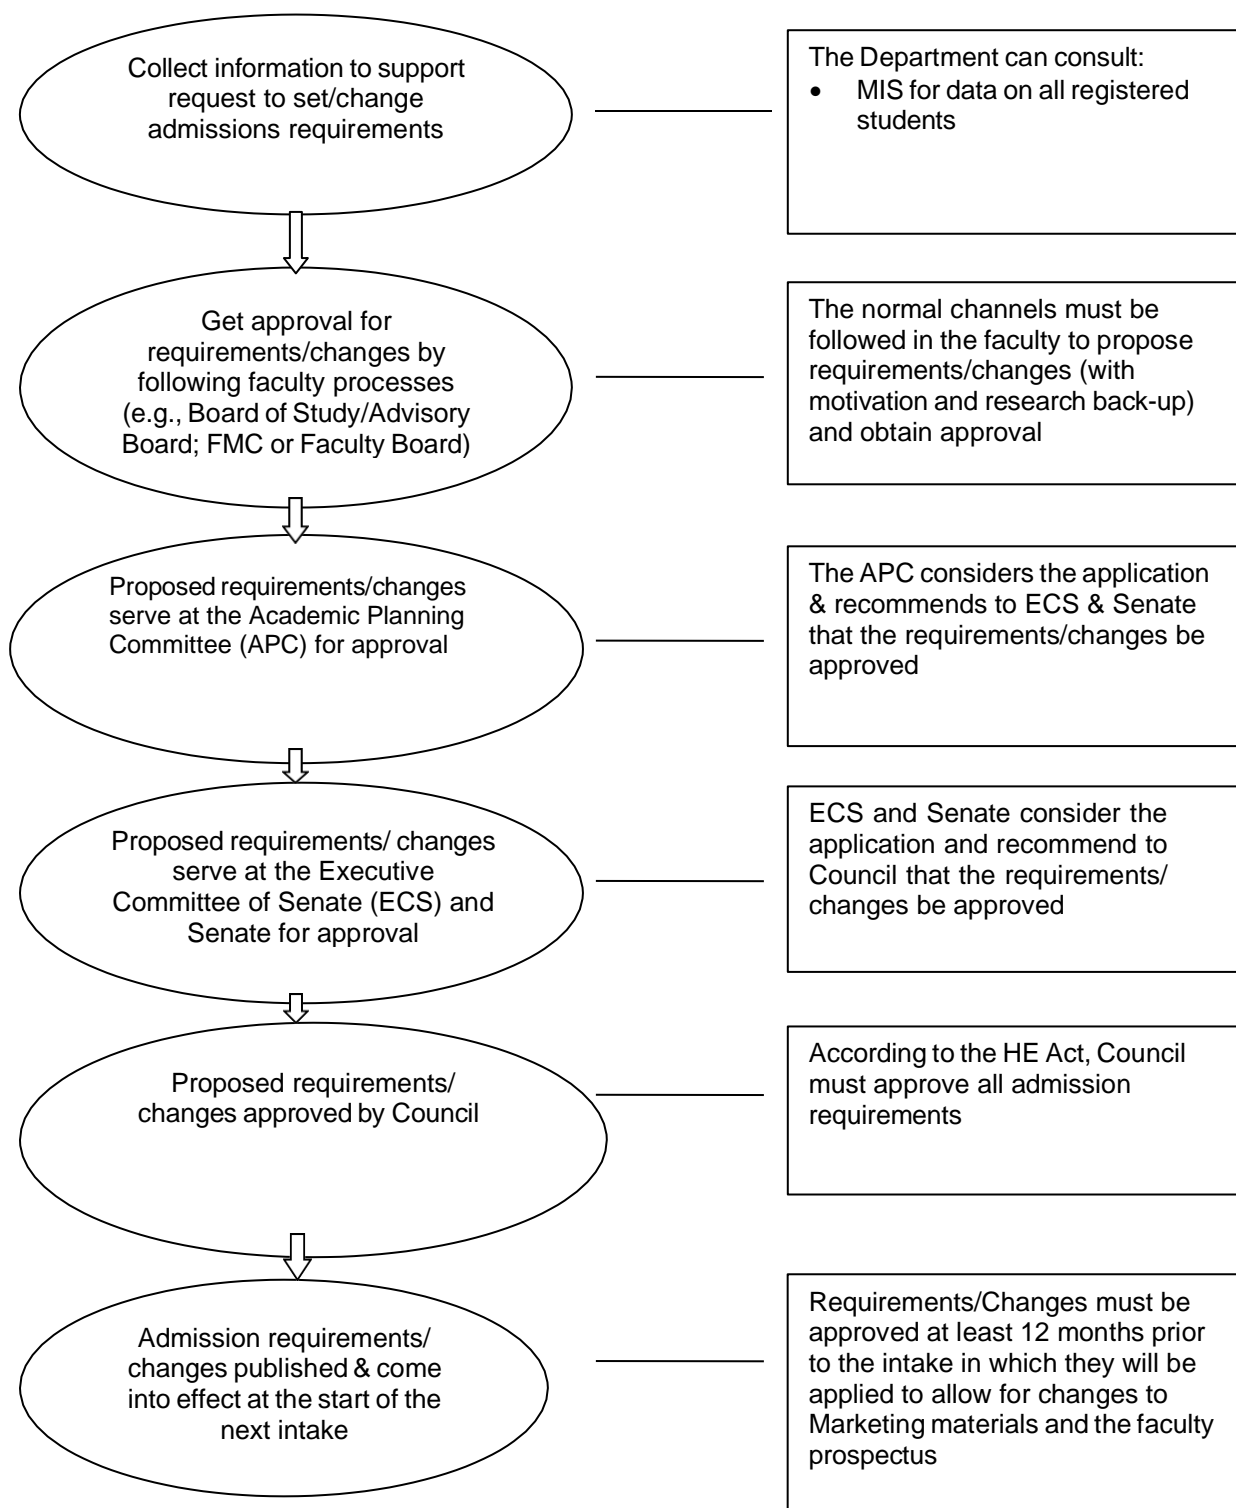 Collect information to support
request to set/change
admissions requirements
The Department can consult:
• MIS for data on all registered
students
Get approval for
requirements/changes by
following faculty processes
(e.g., Board of Study/Advisory
Board; FMC or Faculty Board)
The normal channels must be
followed in the faculty to propose
requirements/changes (with
motivation and research back-up)
and obtain approval
Proposed requirements/changes
serve at the Academic Planning
Committee (APC) for approval
The APC considers the application
& recommends to ECS & Senate
that the requirements/changes be
approved
Proposed requirements/ changes
serve at the Executive
Committee of Senate (ECS) and
Senate for approval
ECS and Senate consider the
application and recommend to
Council that the requirements/
changes be approved
Proposed requirements/
changes approved by Council
According to the HE Act, Council
must approve all admission
requirements
Admission requirements/
changes published & come
into effect at the start of the
next intake
Requirements/Changes must be
approved at least 12 months prior
to the intake in which they will be
applied to allow for changes to
Marketing materials and the faculty
prospectus